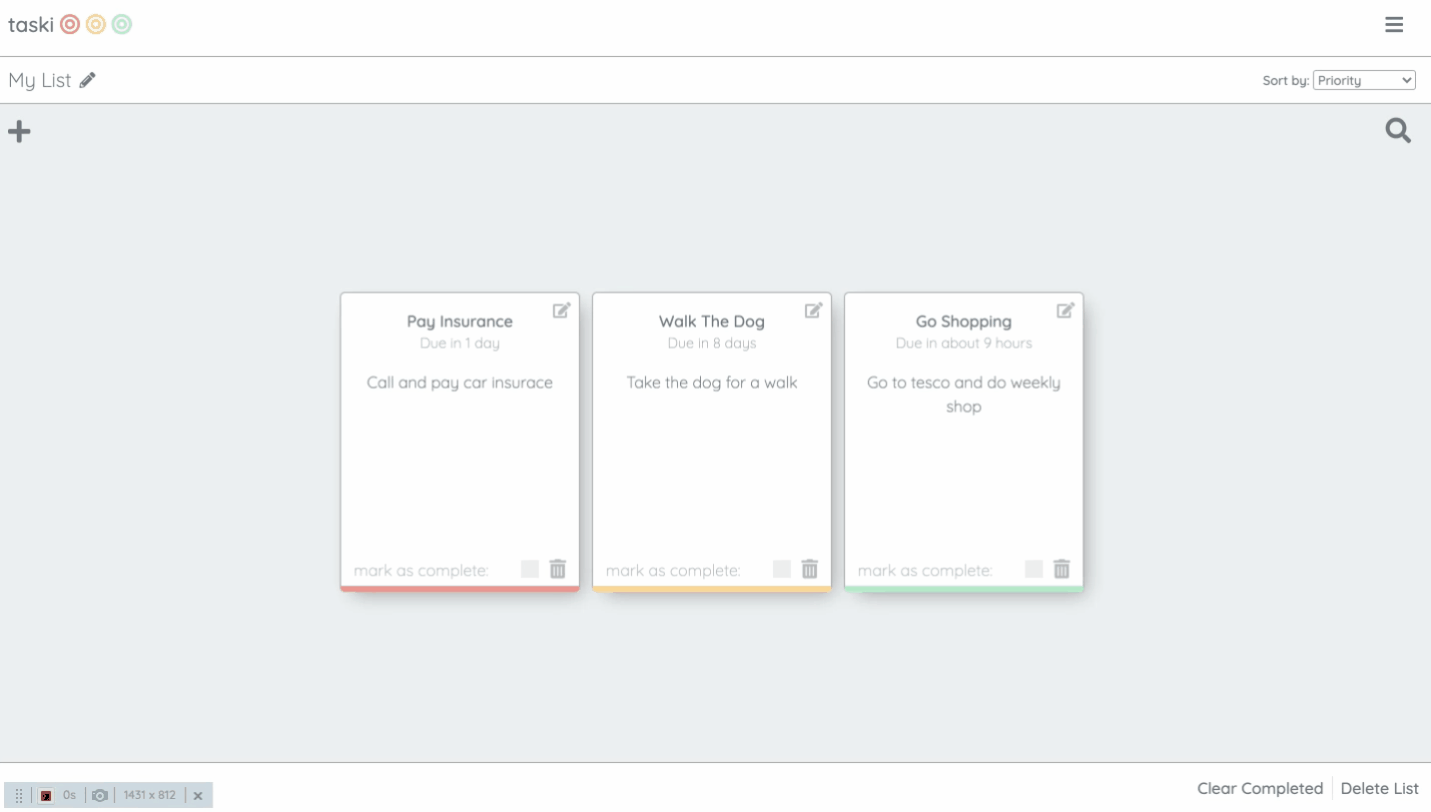 taski
My List
Sort by: Priority
Pay Insurance
Due in 1 day
Call and pay car insurace
mark as complete:
Walk The Dog
Due in 8 days
Take the dog for a walk
mark as complete:
Go Shopping
Due in about 9 hours
Go to tesco and do weekly
shop
mark as complete:
0s 1431 x 812
Clear Completed Delete List